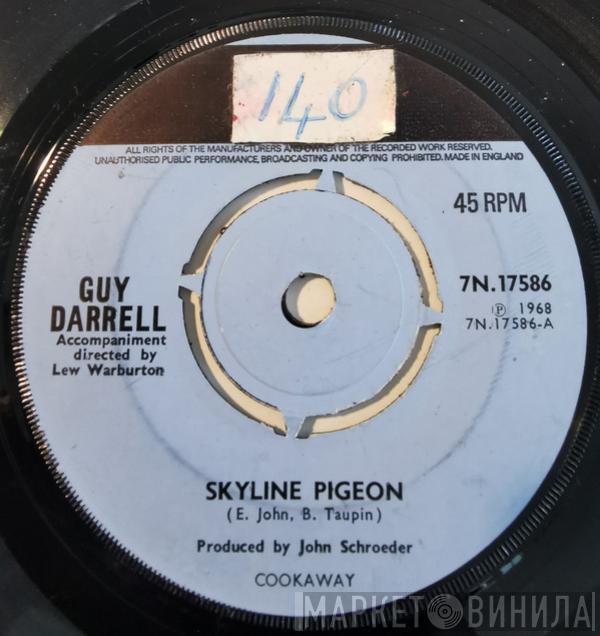 140
ALL RIGHTS OF THE MANUFACTURERS AND OWNER OF THE RECORDED WORK RESERVED.
UNAUTHORISED PUBLIC PERFORMANCE, BROADCASTING AND COPYING PROHIBITED. MADE IN ENGLAND
45 RPM
GUY
DARRELL
Accompaniment
directed by
Lew Warburton
7N.17586
Ⓟ 1968
7N.17586-A
SKYLINE PIGEON
(E. John, B. Taupin)
Produced by John Schroeder
COOKAWAY
МАРКЕТ ВИНИЛА